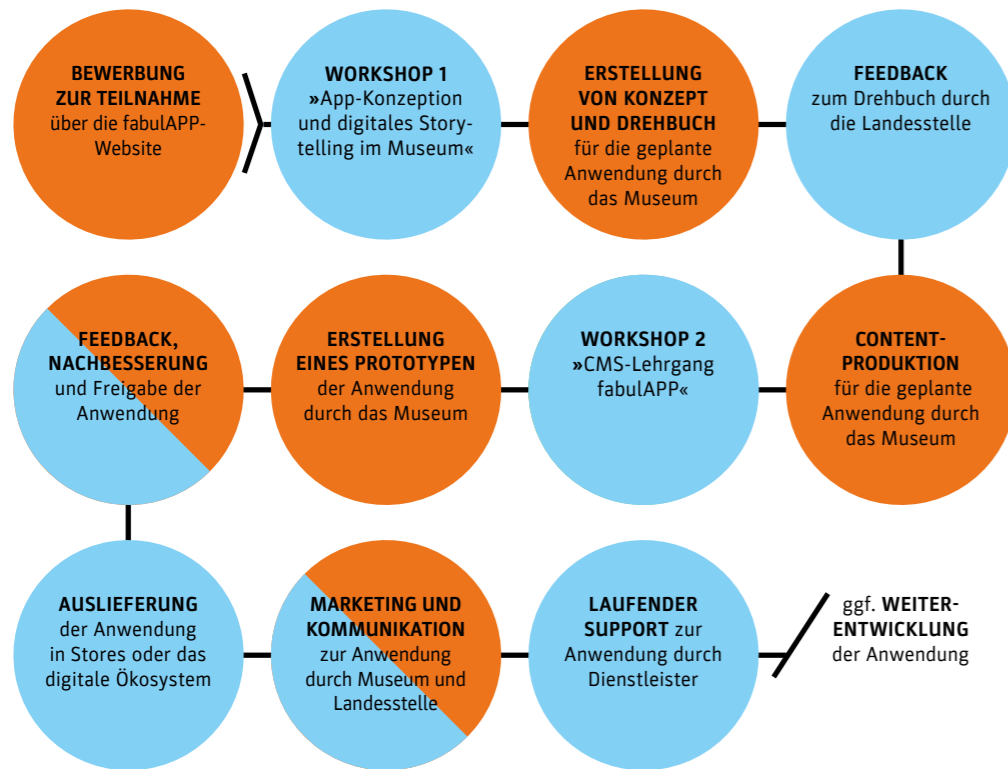 BEWERBUNG
ZUR TEILNAHME
über die fabulAPP-
Website
WORKSHOP 1
»App-Konzeption
und digitales Story-
telling im Museum«
ERSTELLUNG
VON KONZEPT
UND DREHBUCH
für die geplante
Anwendung durch
das Museum
FEEDBACK
zum Drehbuch durch
die Landesstelle
CONTENT-
PRODUKTION
für die geplante
Anwendung durch
das Museum
WORKSHOP 2
»CMS-Lehrgang
fabulAPP«
ERSTELLUNG
EINES PROTOTYPEN
der Anwendung
durch das Museum
FEEDBACK,
NACHBESSERUNG
und Freigabe der
Anwendung
AUSLIEFERUNG
der Anwendung
in Stores oder das
digitale Ökosystem
MARKETING UND
KOMMUNIKATION
zur Anwendung
durch Museum und
Landesstelle
LAUFENDER
SUPPORT zur
Anwendung durch
Dienstleister
ggf. WEITER-
ENTWICKLUNG
der Anwendung